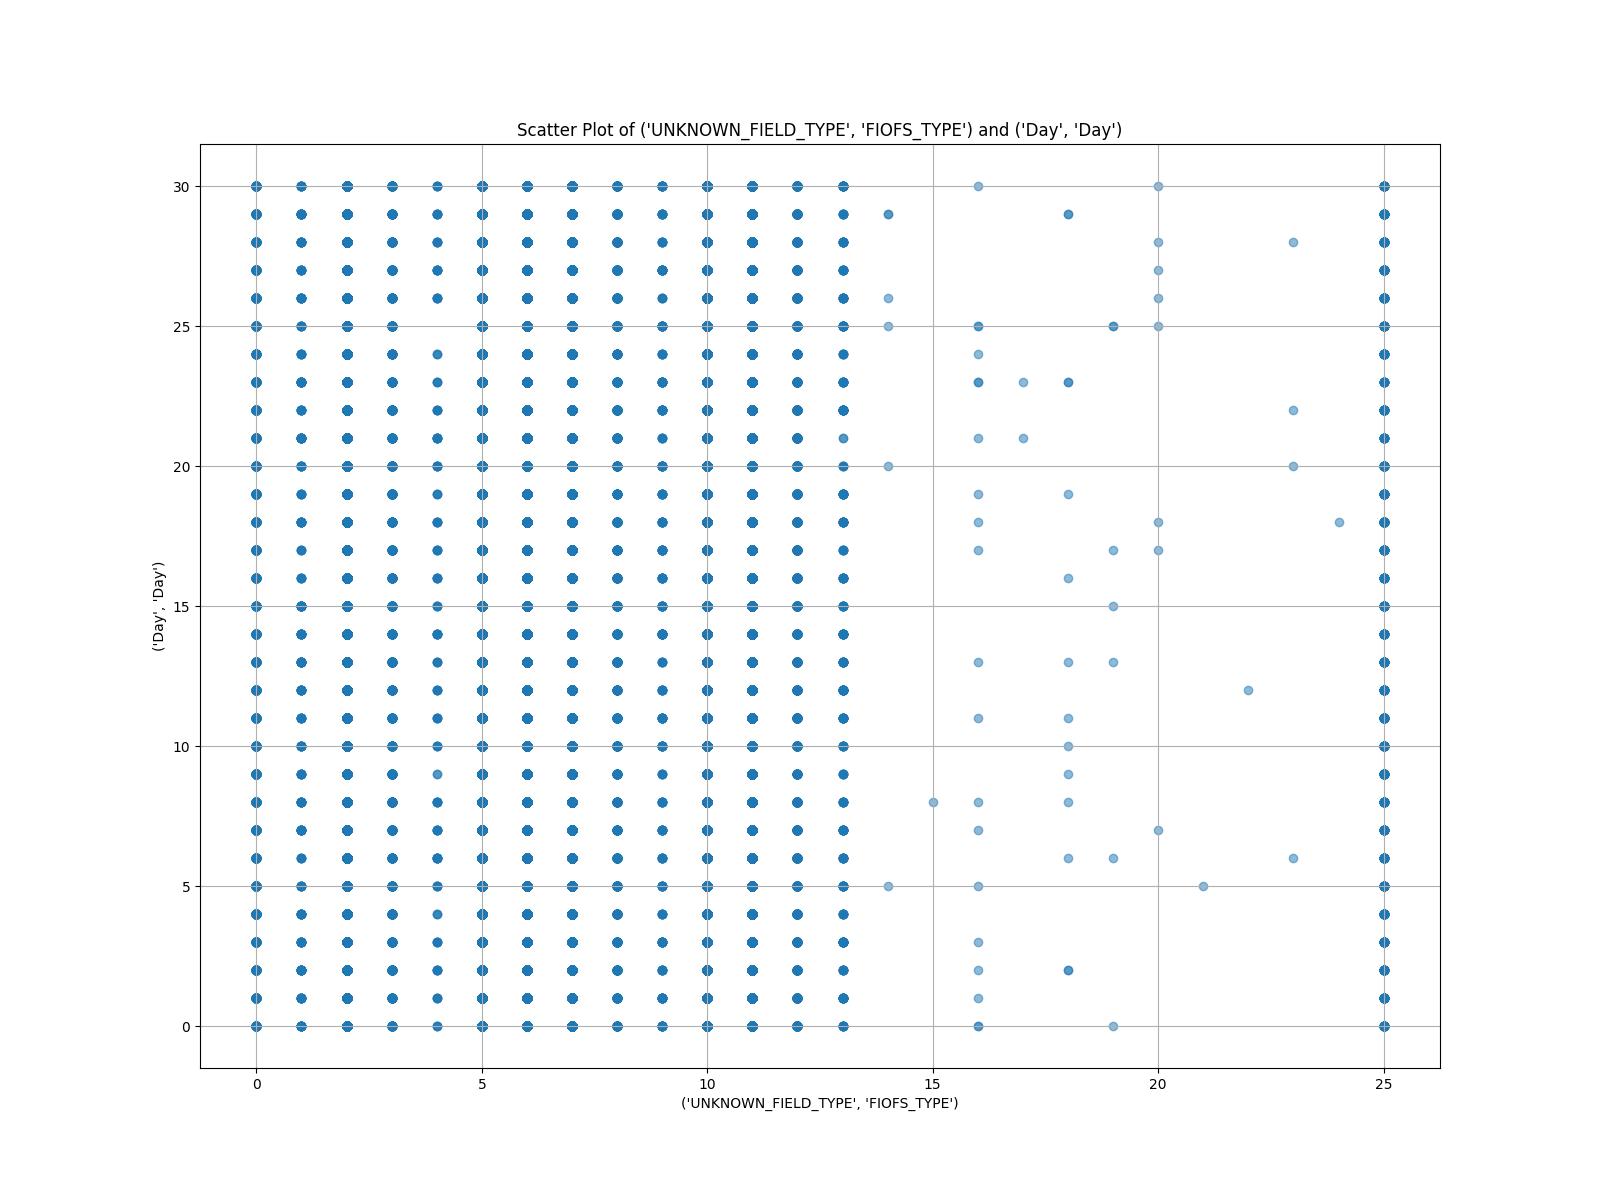 Scatter Plot of ('UNKNOWN_FIELD_TYPE', 'FIOFS_TYPE') and ('Day', 'Day')
30
25
20
15
10
5
0
('Day', 'Day')
0 5 10 15 20 25
('UNKNOWN_FIELD_TYPE', 'FIOFS_TYPE')